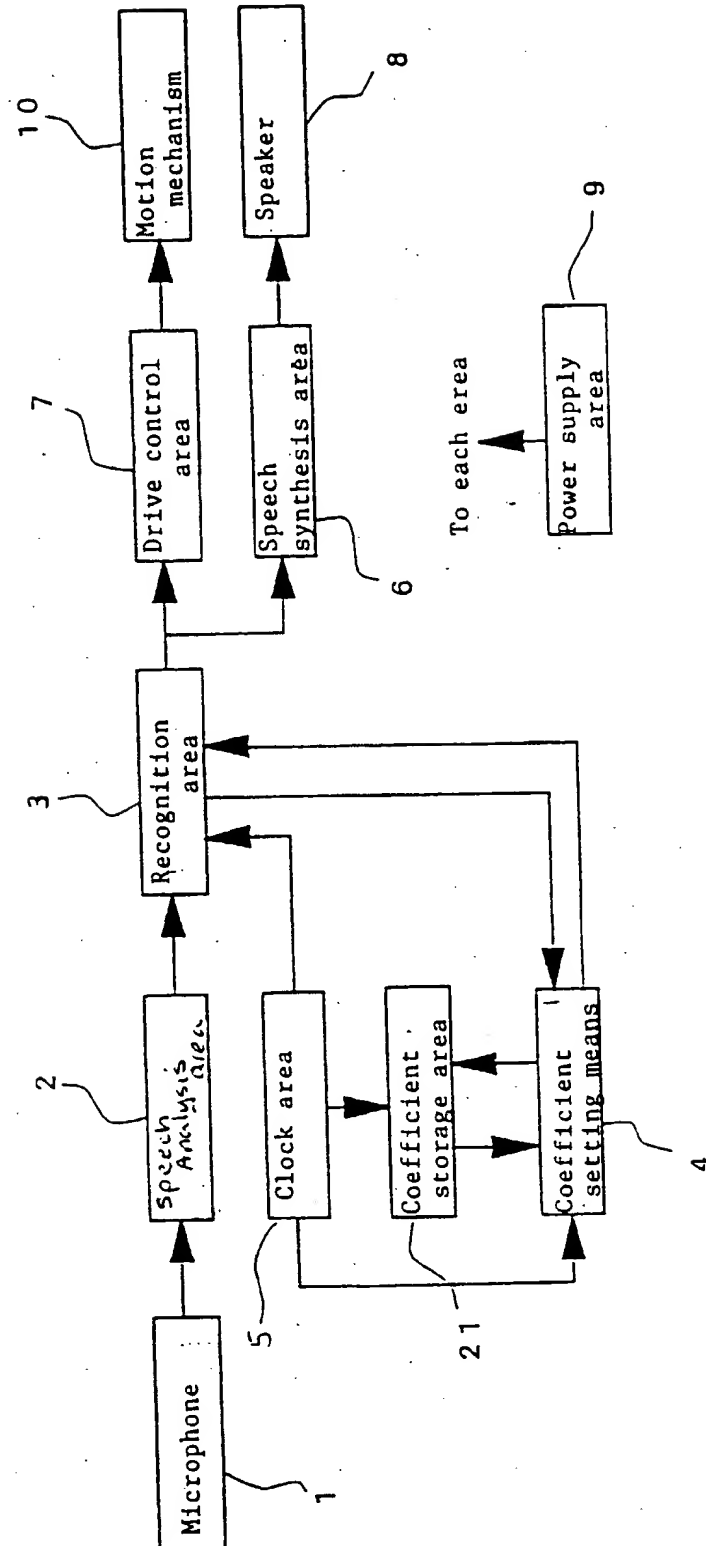 Microphone
1
Speech
Analysis
area
2
Recognition
area
3
Drive control
area
7
Motion
mechanism
10
Speech
synthesis area
6
Speaker
8
Clock area
5
Coefficient
storage area
21
Coefficient
setting means
4
To each erea
Power supply
area
9